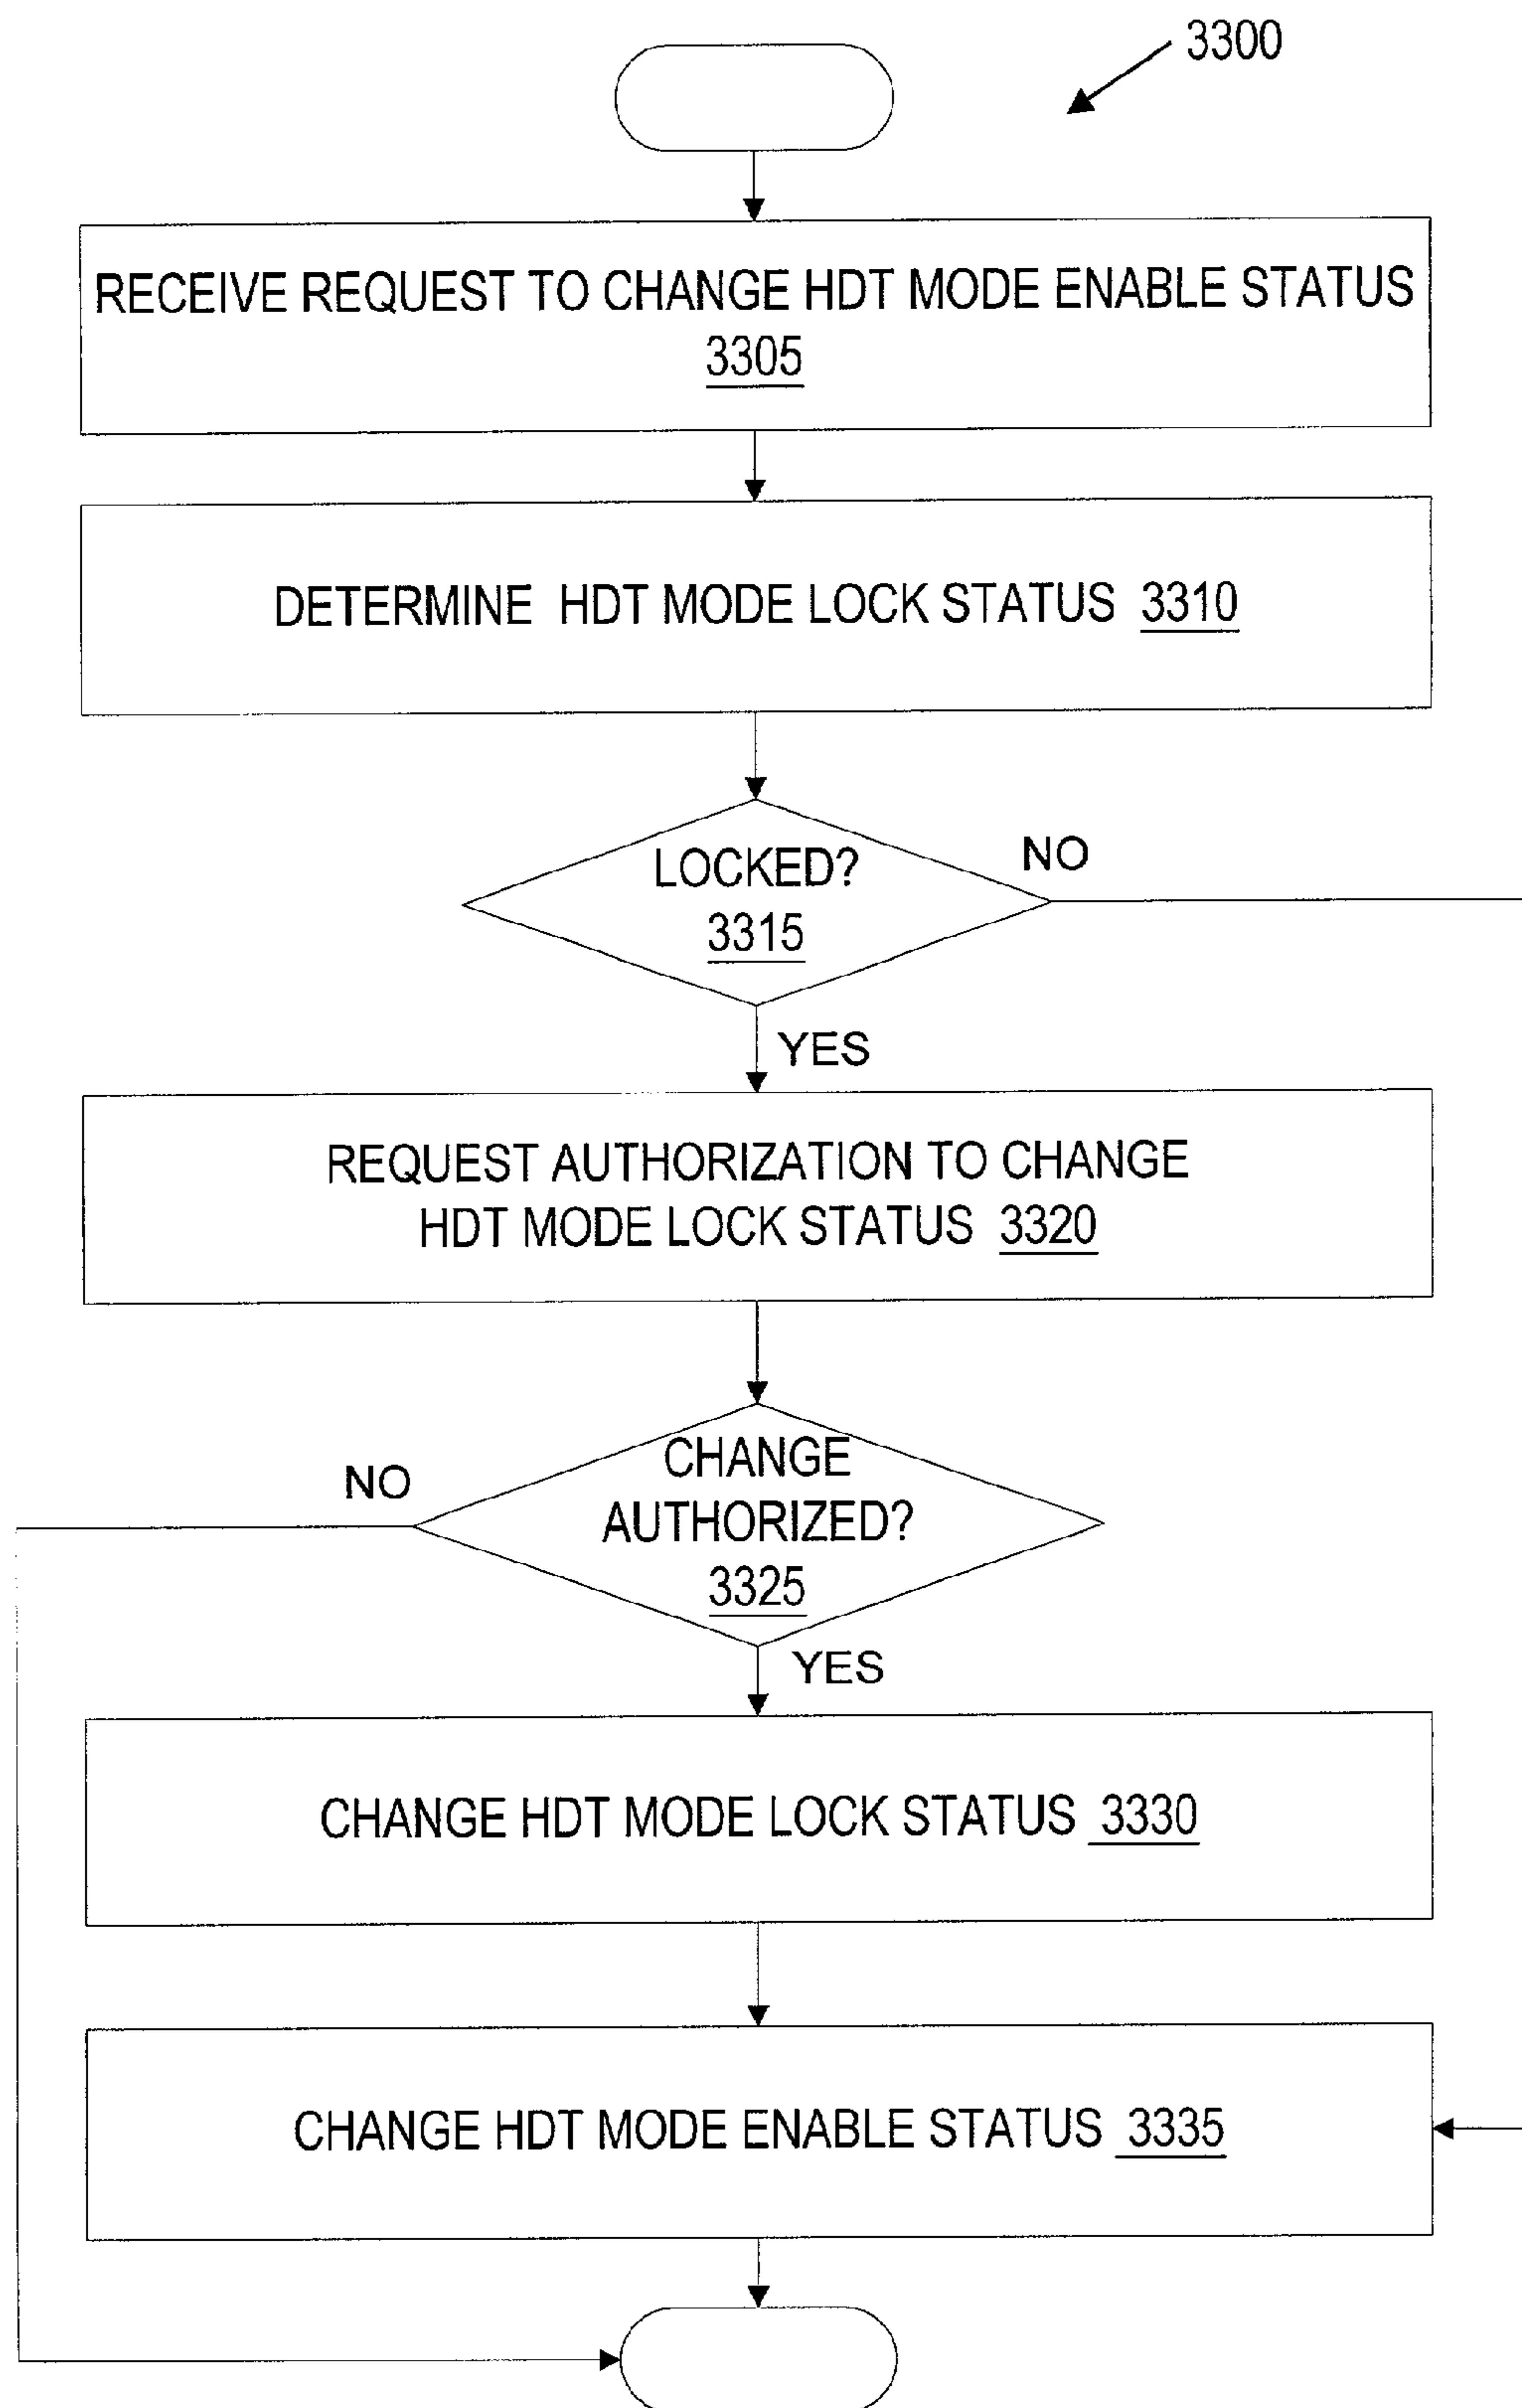 3300
RECEIVE REQUEST TO CHANGE HDT MODE ENABLE STATUS
3305
DETERMINE HDT MODE LOCK STATUS 3310
LOCKED?
3315
NO
YES
REQUEST AUTHORIZATION TO CHANGE
HDT MODE LOCK STATUS 3320
CHANGE
AUTHORIZED?
3325
NO
YES
CHANGE HDT MODE LOCK STATUS 3330
CHANGE HDT MODE ENABLE STATUS 3335